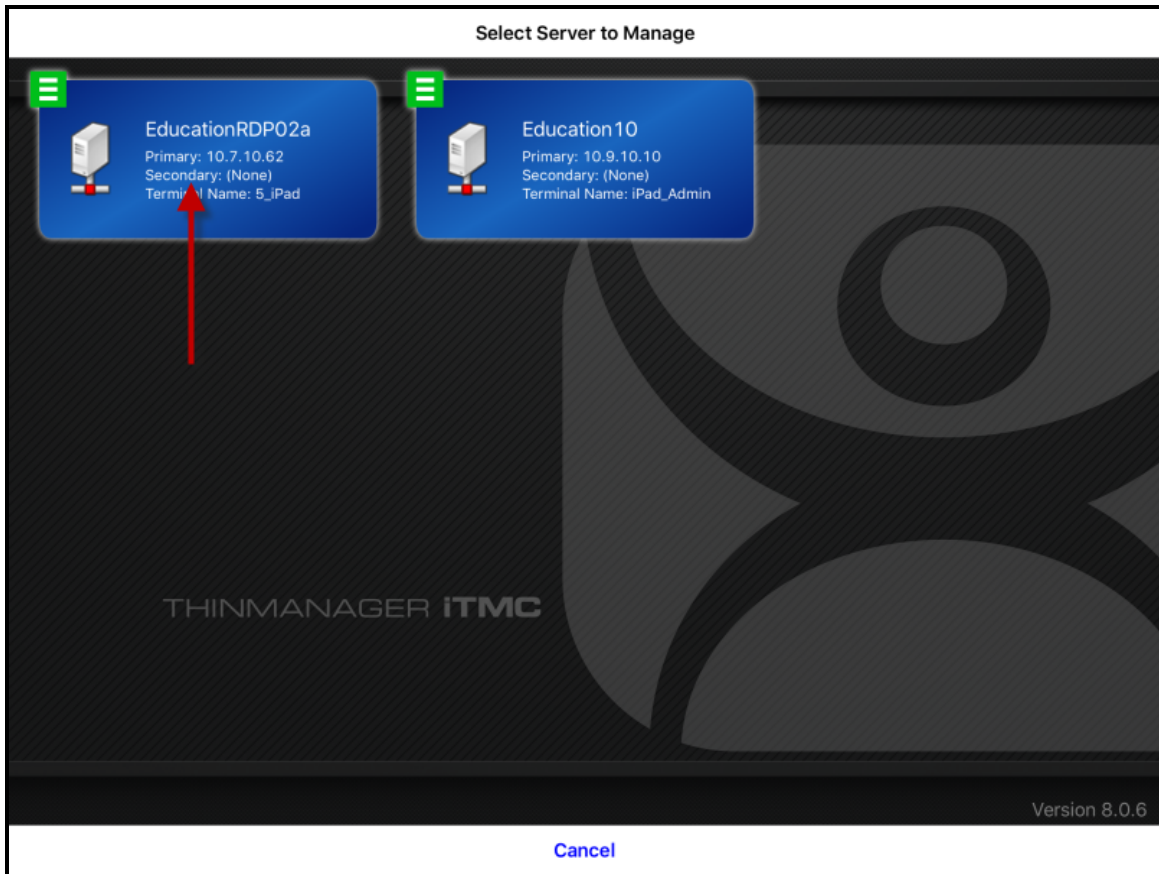 Select Server to Manage
EducationRDP02a
Primary: 10.7.10.62
Secondary: (None)
Terminal Name: 5_iPad
Education10
Primary: 10.9.10.10
Secondary: (None)
Terminal Name: iPad_Admin
THINMANAGER iTMC
Version 8.0.6
Cancel